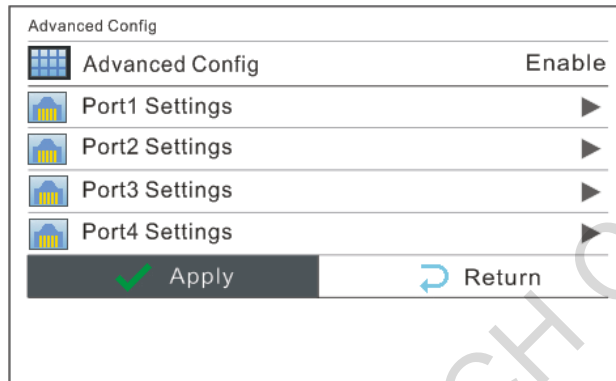 Advanced Config
Advanced Config Enable
Port1 Settings
Port2 Settings
Port3 Settings
Port4 Settings
Apply Return